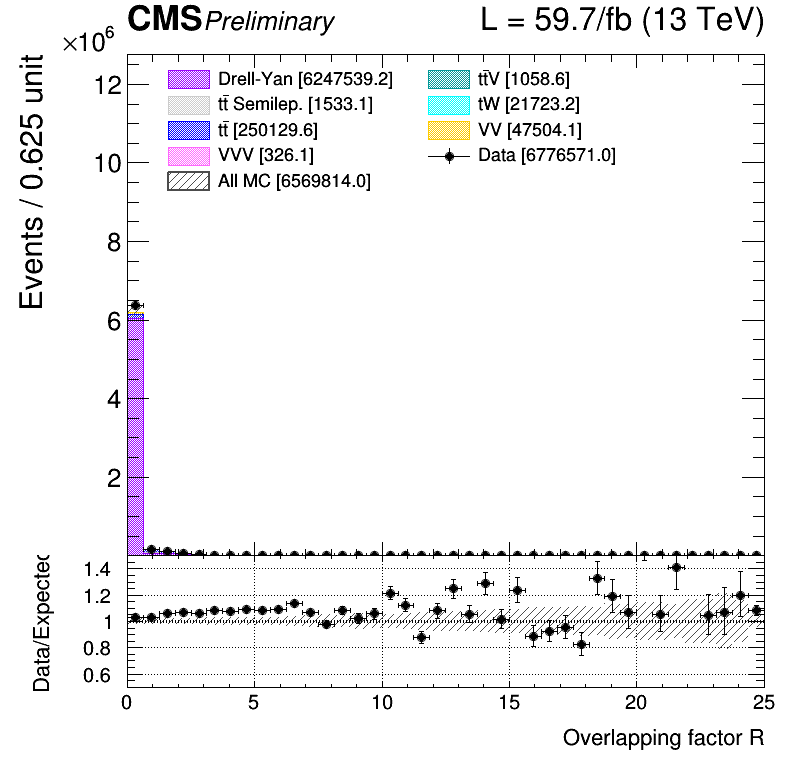 CMS Preliminary L = 59.7/fb (13 TeV)
×10⁶
Events / 0.625 unit
12
10
8
6
4
2
Drell-Yan [6247539.2]
tt̄ Semilep. [1533.1]
tt̄ [250129.6]
VVV [326.1]
All MC [6569814.0]
tt̄V [1058.6]
tW [21723.2]
VV [47504.1]
Data [6776571.0]
Data/Expected
1.4
1.2
1
0.8
0.6
0 5 10 15 20 25
Overlapping factor R